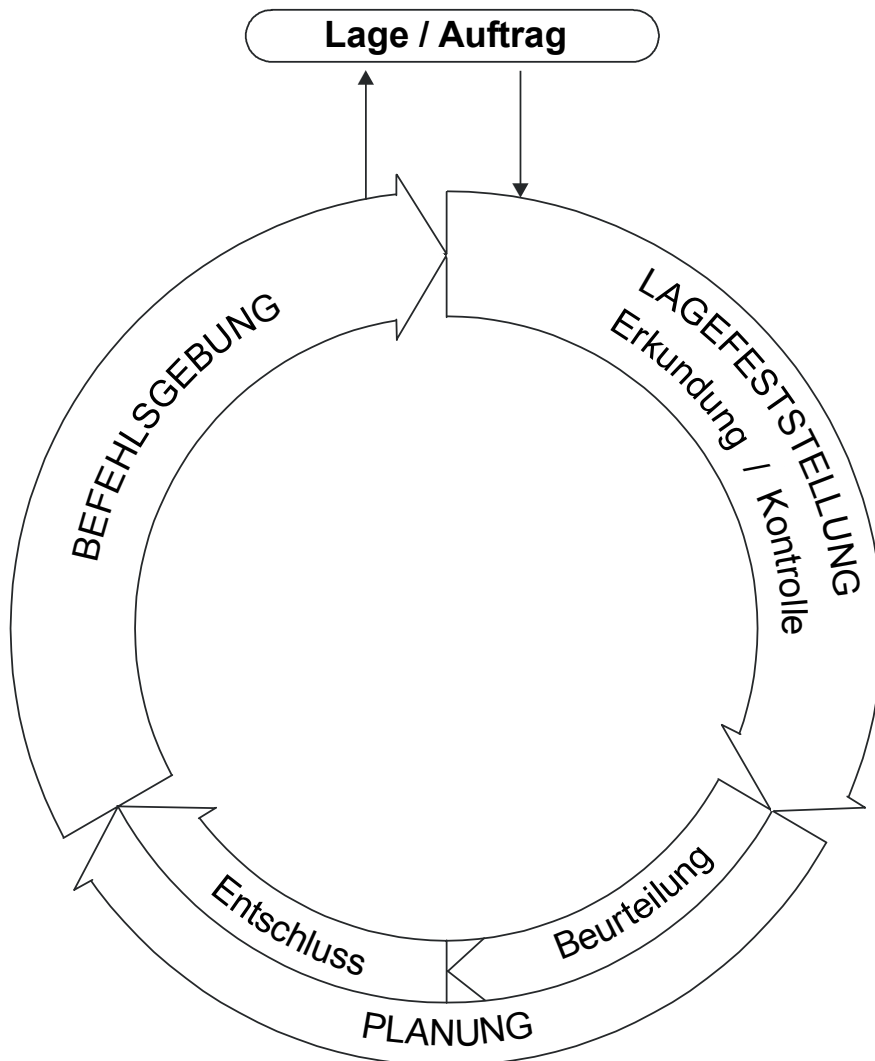 Lage / Auftrag
LAGEFESTSTELLUNG
Erkundung / Kontrolle
Beurteilung
Entschluss
PLANUNG
BEFEHLSGEBUNG